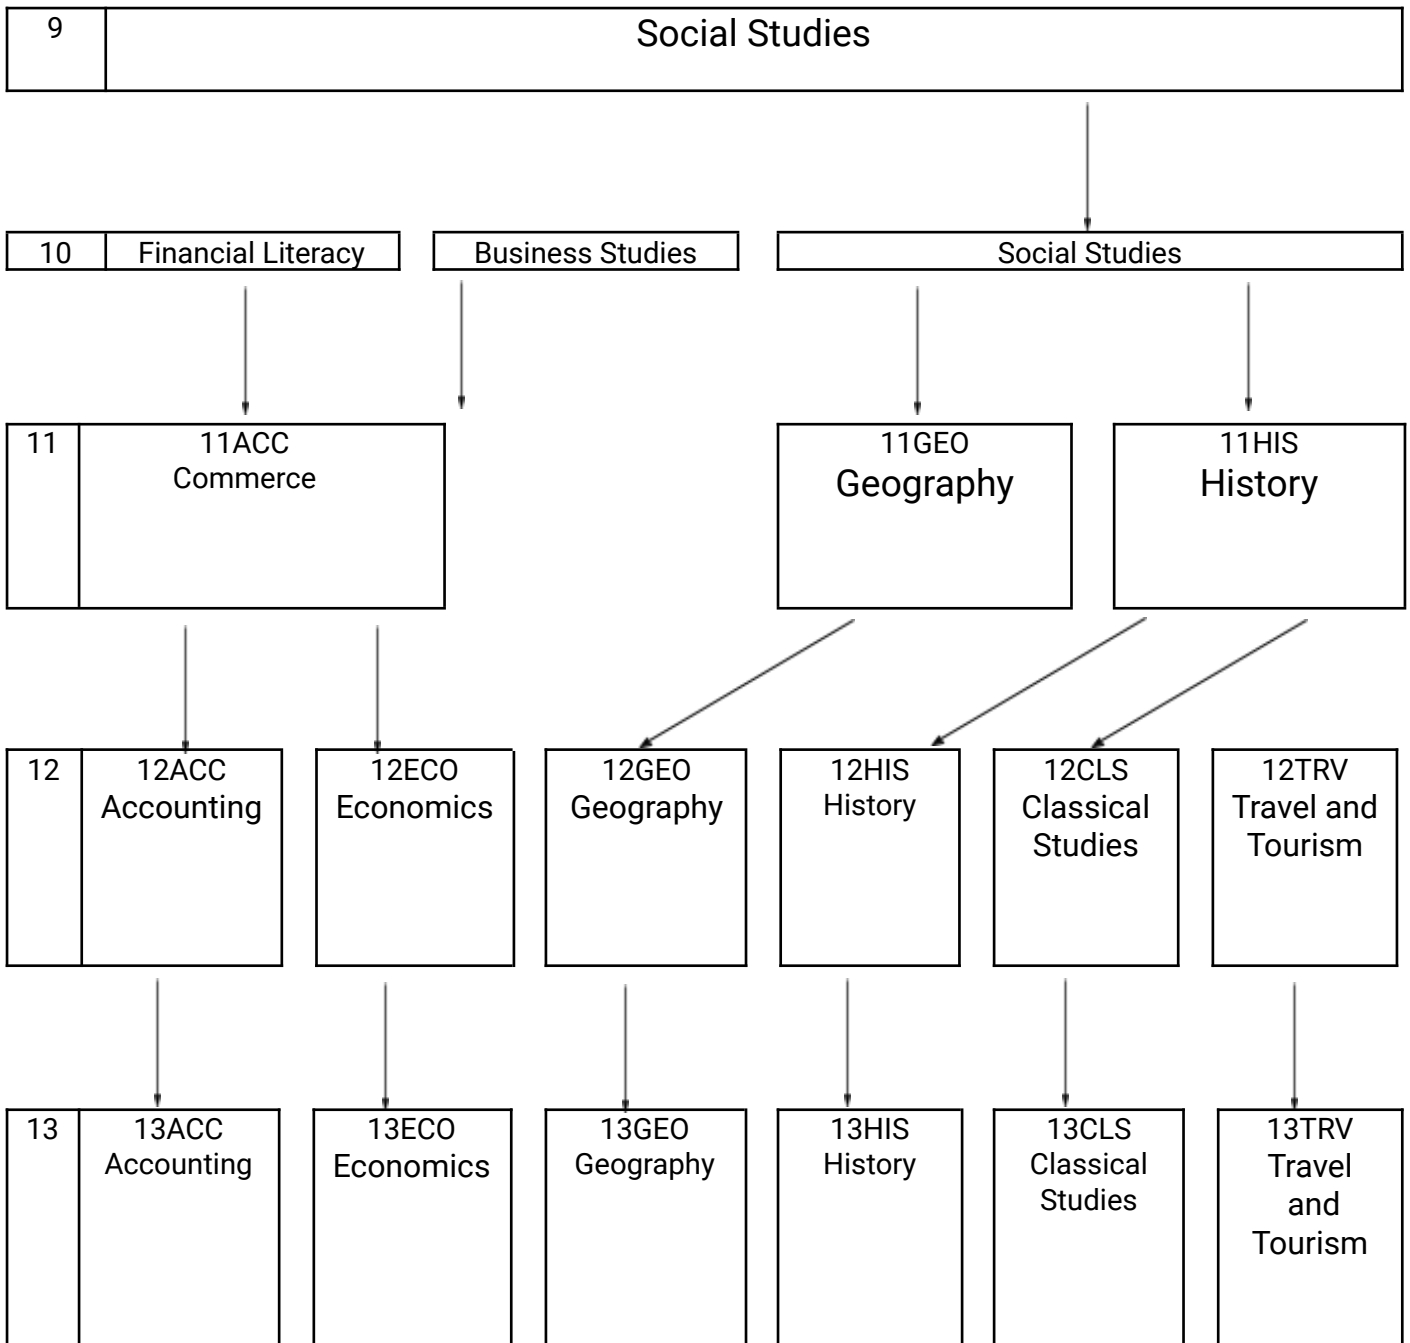 9
Social Studies
10
Financial Literacy
Business Studies
Social Studies
11
11ACC
Commerce
11GEO
Geography
11HIS
History
12
12ACC
Accounting
12ECO
Economics
12GEO
Geography
12HIS
History
12CLS
Classical
Studies
12TRV
Travel and
Tourism
13
13ACC
Accounting
13ECO
Economics
13GEO
Geography
13HIS
History
13CLS
Classical
Studies
13TRV
Travel
and
Tourism